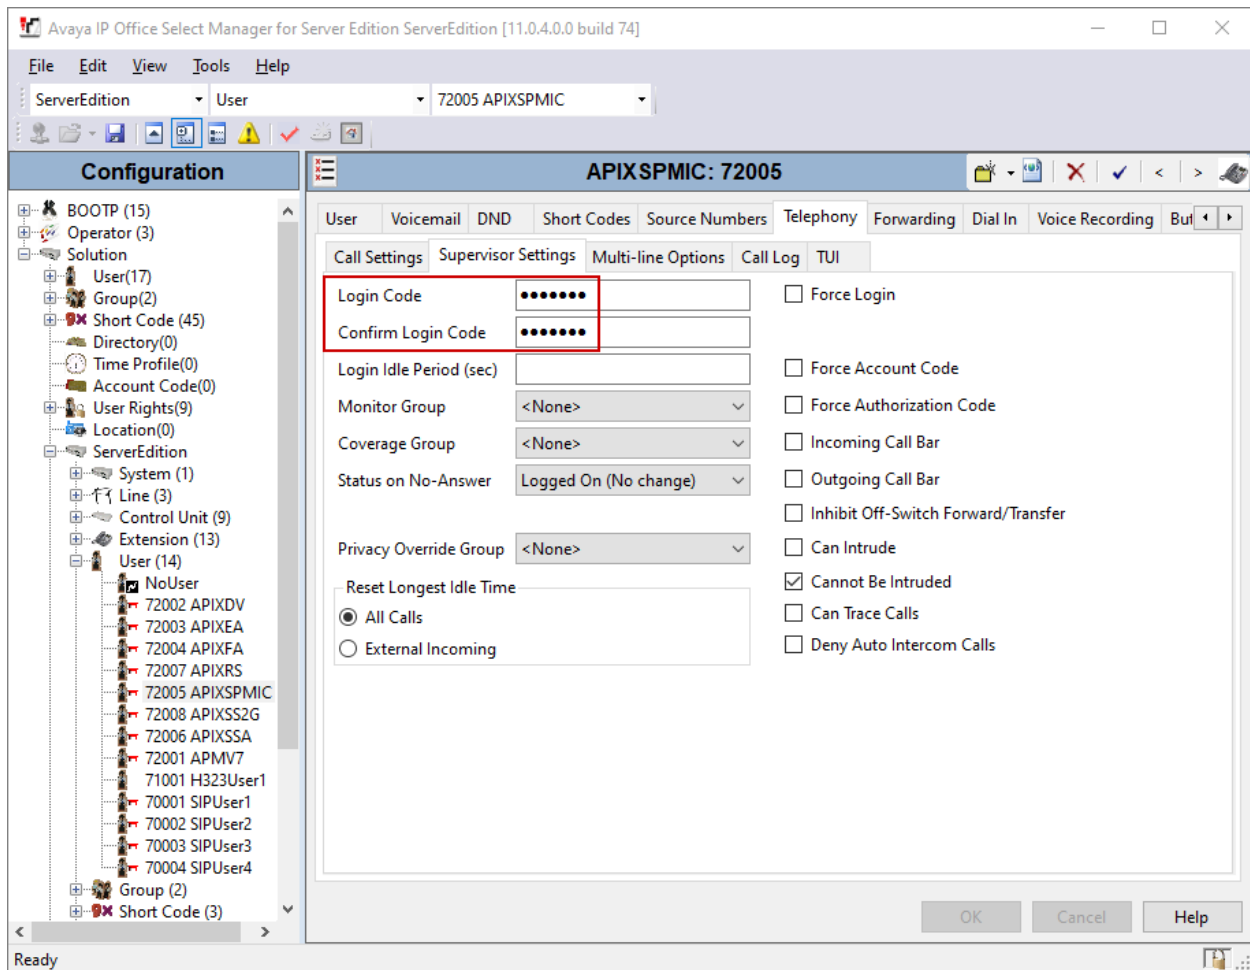 Avaya IP Office Select Manager for Server Edition ServerEdition [11.0.4.0.0 build 74]
File Edit View Tools Help
ServerEdition User 72005 APIXSPMIC
Configuration
BOOTP (15)
Operator (3)
Solution
User(17)
Group(2)
Short Code (45)
Directory(0)
Time Profile(0)
Account Code(0)
User Rights(9)
Location(0)
ServerEdition
System (1)
Line (3)
Control Unit (9)
Extension (13)
User (14)
NoUser
72002 APIXDV
72003 APIXEA
72004 APIXFA
72007 APIXRS
72005 APIXSPMIC
72008 APIXSS2G
72006 APIXSSA
72001 APMV7
71001 H323User1
70001 SIPUser1
70002 SIPUser2
70003 SIPUser3
70004 SIPUser4
Group (2)
Short Code (3)
APIXSPMIC: 72005
User Voicemail DND Short Codes Source Numbers Telephony Forwarding Dial In Voice Recording But
Call Settings Supervisor Settings Multi-line Options Call Log TUI
Login Code ●●●●●●●
Confirm Login Code ●●●●●●●
Login Idle Period (sec)
Monitor Group <None>
Coverage Group <None>
Status on No-Answer Logged On (No change)
Privacy Override Group <None>
Reset Longest Idle Time
All Calls
External Incoming
Force Login
Force Account Code
Force Authorization Code
Incoming Call Bar
Outgoing Call Bar
Inhibit Off-Switch Forward/Transfer
Can Intrude
Cannot Be Intruded
Can Trace Calls
Deny Auto Intercom Calls
OK Cancel Help
Ready